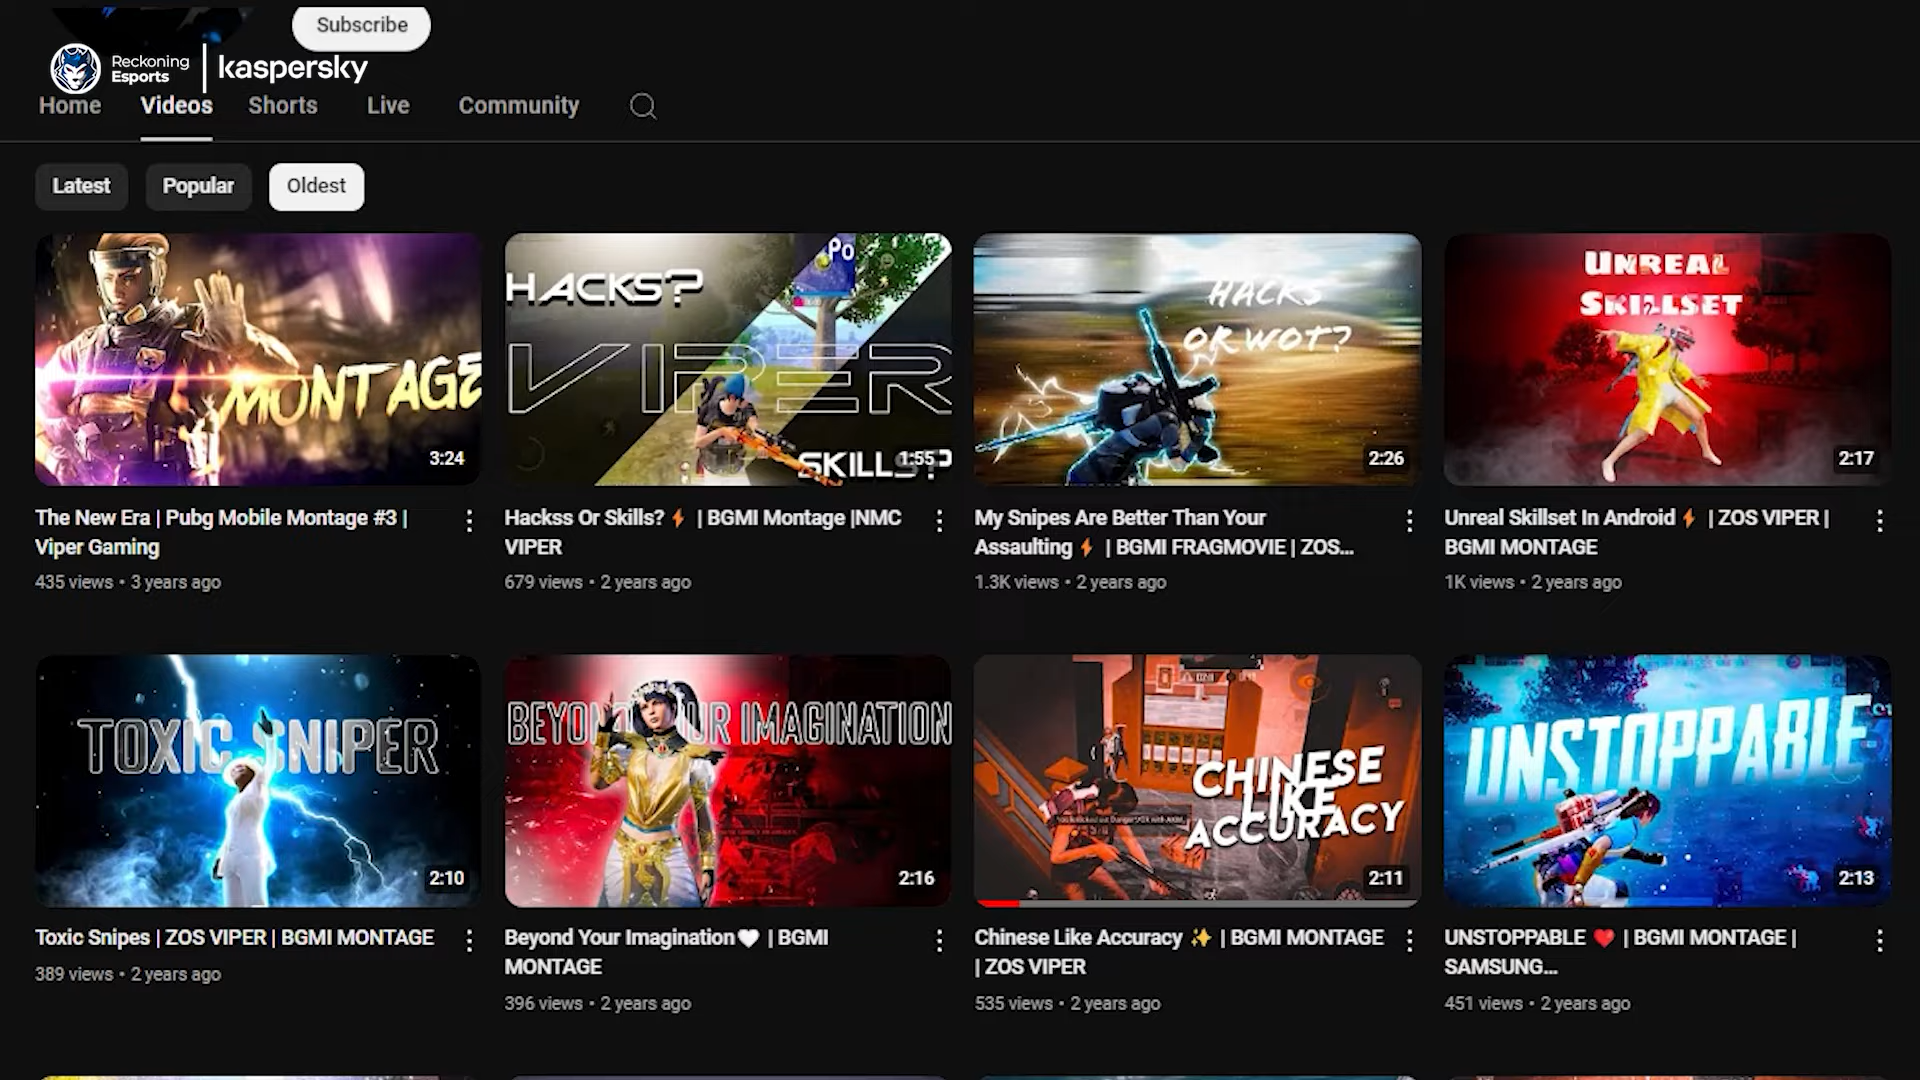 Subscribe
Reckoning
Esports
kaspersky
Home Videos Shorts Live Community
Latest Popular Oldest
MONTAGE
3:24
HACKS?
Po
VIPER
SKILLS?
1:55
HACKS
OR WOT?
2:26
UNREAL
SKILLSET
2:17
The New Era | Pubg Mobile Montage #3 |
Viper Gaming
435 views • 3 years ago
Hackss Or Skills?⚡ | BGMI Montage |NMC
VIPER
679 views • 2 years ago
My Snipes Are Better Than Your
Assaulting⚡ | BGMI FRAGMOVIE | ZOS...
1.3K views • 2 years ago
Unreal Skillset In Android⚡ | ZOS VIPER |
BGMI MONTAGE
1K views • 2 years ago
TOXIC SNIPER
2:10
BEYOND YOUR IMAGINATION
2:16
CHINESE
LIKE
ACCURACY
2:11
UNSTOPPABLE
2:13
Toxic Snipes | ZOS VIPER | BGMI MONTAGE
389 views • 2 years ago
Beyond Your Imagination🤍 | BGMI
MONTAGE
396 views • 2 years ago
Chinese Like Accuracy ✨ | BGMI MONTAGE
| ZOS VIPER
535 views • 2 years ago
UNSTOPPABLE ❤️ | BGMI MONTAGE |
SAMSUNG...
451 views • 2 years ago